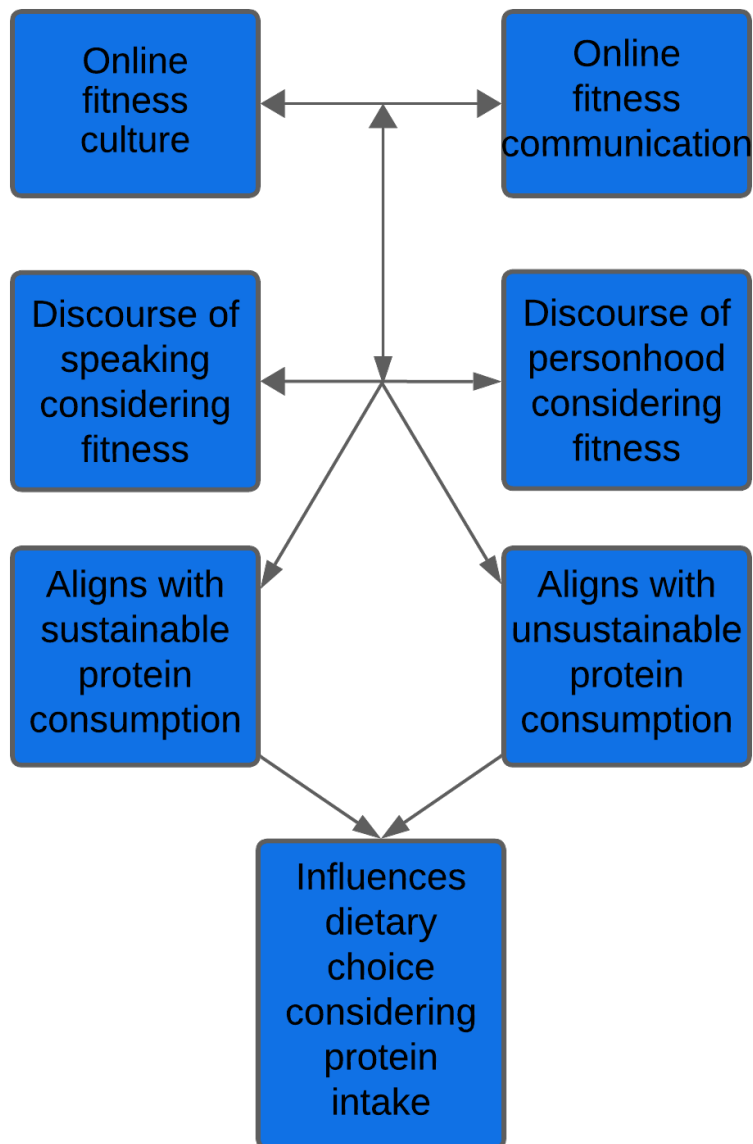 Online
fitness
culture
Online
fitness
communication
Discourse of
speaking
considering
fitness
Discourse of
personhood
considering
fitness
Aligns with
sustainable
protein
consumption
Aligns with
unsustainable
protein
consumption
Influences
dietary
choice
considering
protein
intake